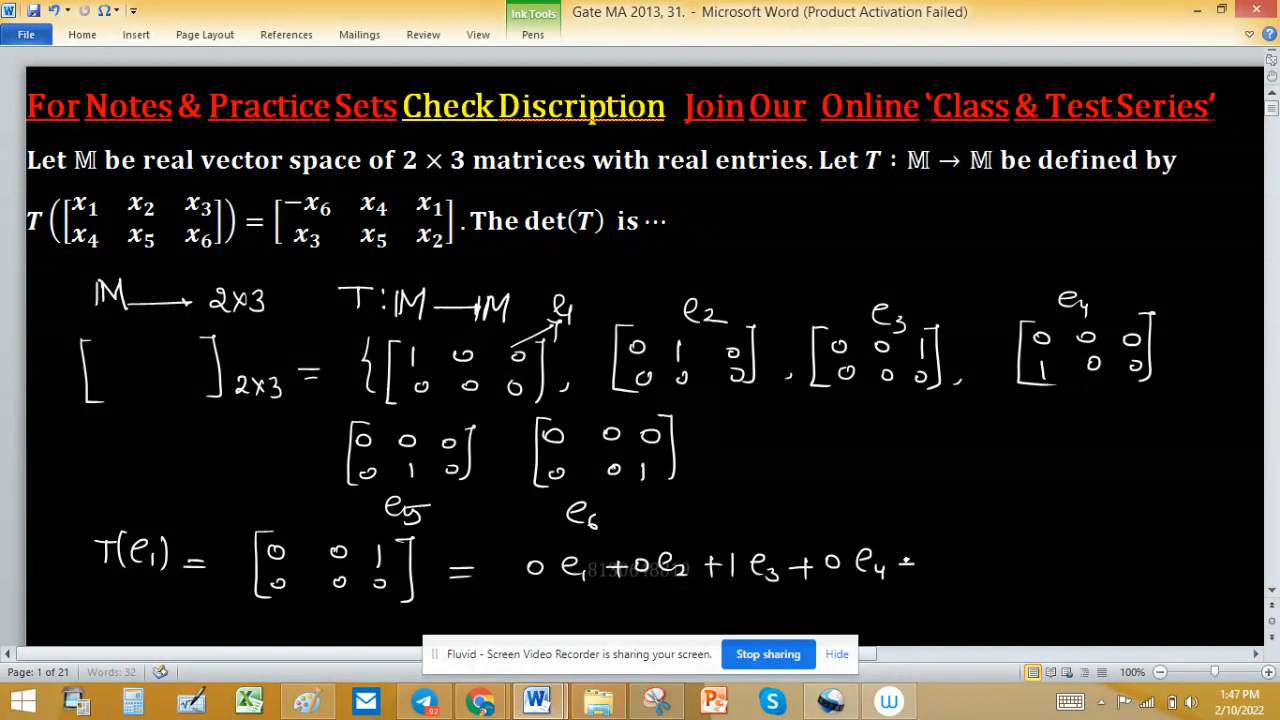 Ink Tools
Gate MA 2013, 31. - Microsoft Word (Product Activation Failed)
File Home Insert Page Layout References Mailings Review View Pens
For Notes & Practice Sets Check Discription Join Our Online 'Class & Test Series'
Let 𝕄 be real vector space of 2 × 3 matrices with real entries. Let T : 𝕄 → 𝕄 be defined by
T([x₁ x₂ x₃; x₄ x₅ x₆]) = [−x₆ x₄ x₁; x₃ x₅ x₂]. The det(T) is ⋯
𝕄 → 2×3 T: 𝕄 → 𝕄 e₁ e₂ e₃ e₄
[ ]2×3 = {[1 0 0; 0 0 0], [0 1 0; 0 0 0], [0 0 1; 0 0 0], [0 0 0; 1 0 0]
[0 0 0; 0 1 0] [0 0 0; 0 0 1]
e₅ e₆
T(e₁) = [0 0 1; 0 0 0] = 0 e₁ + 0 e₂ + 1 e₃ + 0 e₄ +
Fluvid - Screen Video Recorder is sharing your screen. Stop sharing Hide
Page: 1 of 21 Words: 32 100%
92
1:47 PM
2/10/2022